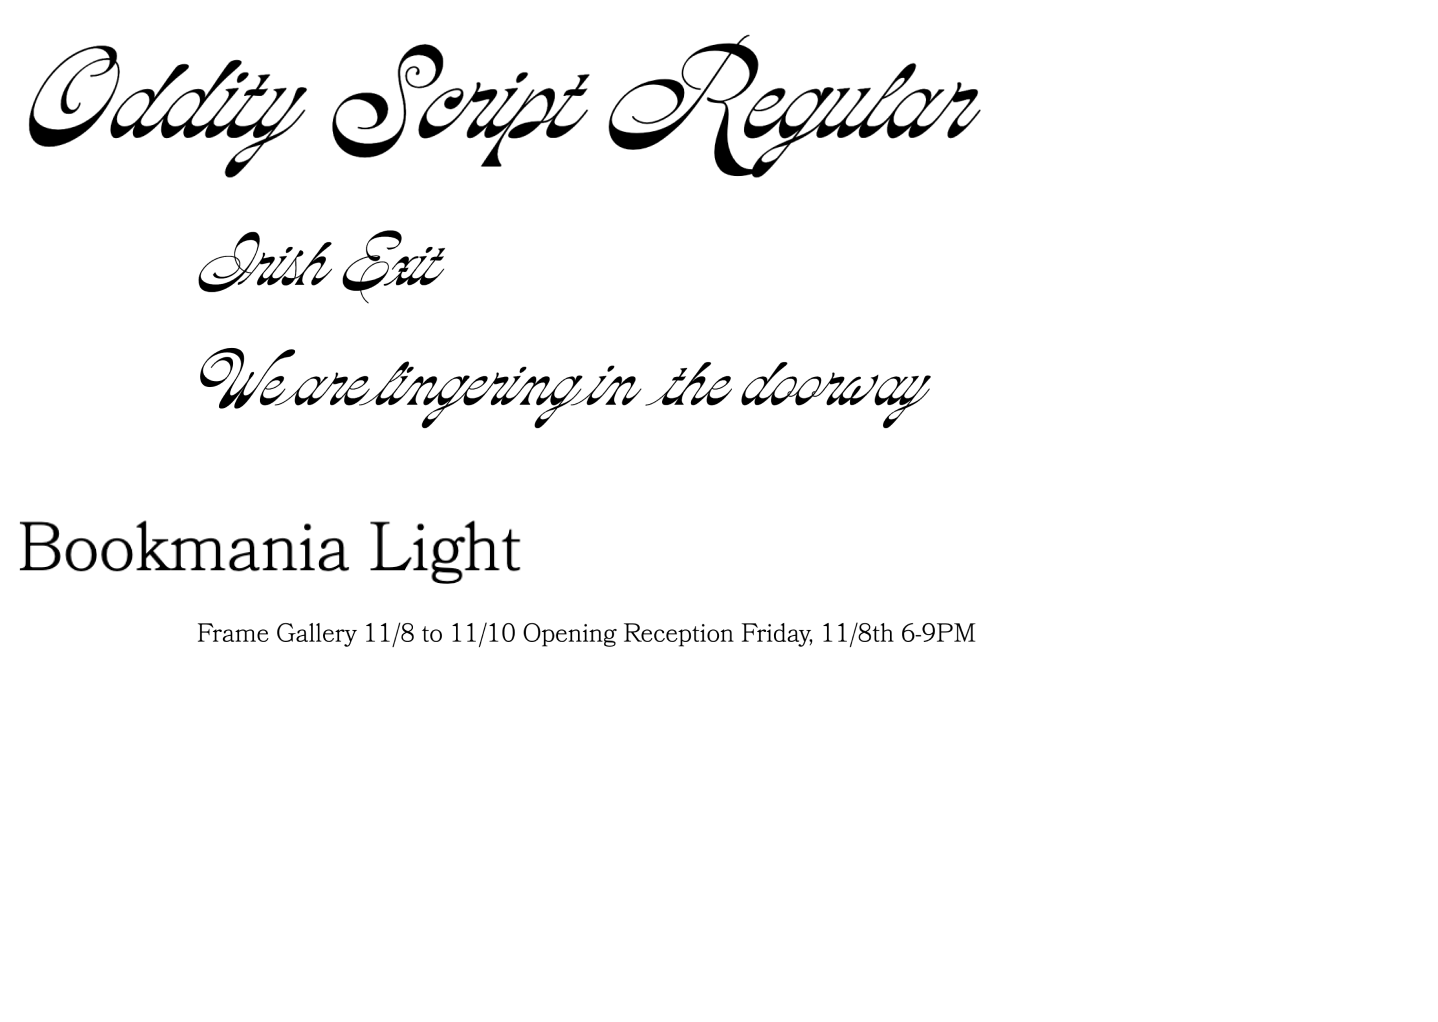 Oddity Script Regular
Irish Exit
We are lingering in the doorway
Bookmania Light
Frame Gallery 11/8 to 11/10 Opening Reception Friday, 11/8th 6-9PM